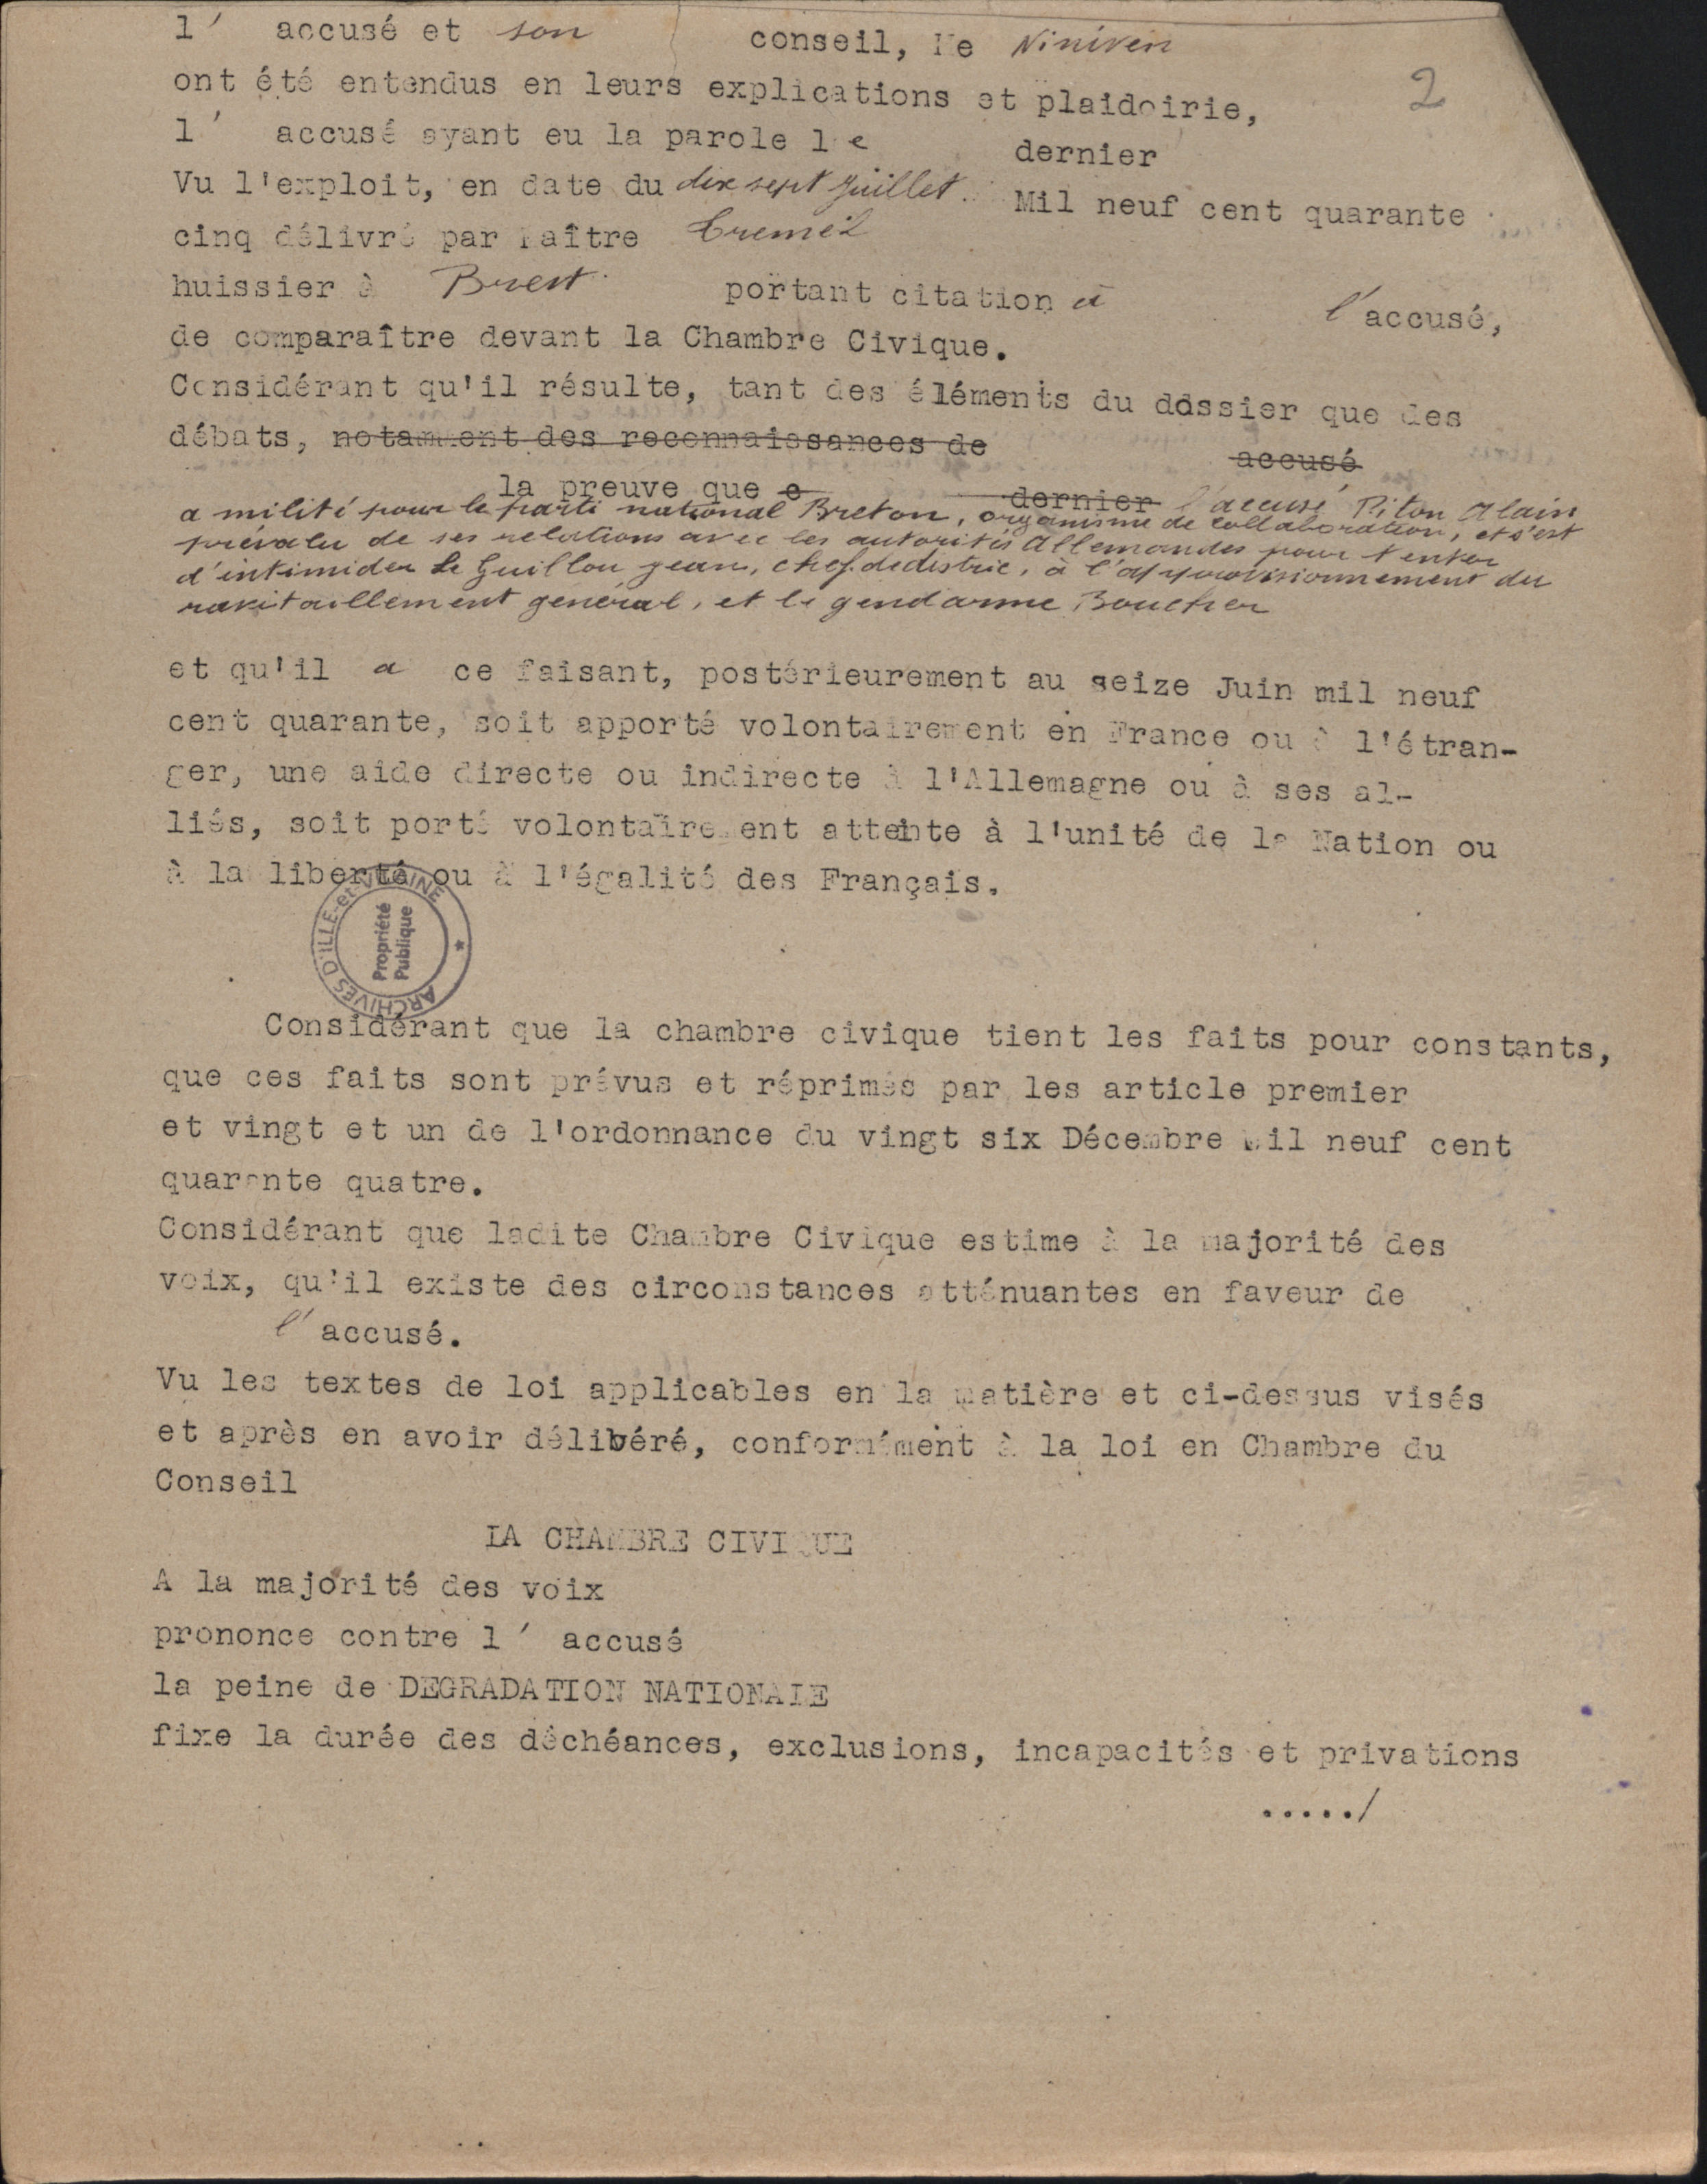 l' accusé et son conseil, Me Niniven
2
ont été entendus en leurs explications et plaidoirie,
l' accusé ayant eu la parole le dernier
Vu l'exploit, en date du dix sept Juillet Mil neuf cent quarante
cinq délivré par Maître Cremel
huissier à Brest portant citation à l'accusé,
de comparaître devant la Chambre Civique.
Considérant qu'il résulte, tant des éléments du dossier que des
débats, notamment des reconnaissances de accusé
la preuve que e dernier l'accusé Piton Alain
a milité pour le parti national Breton, organisme de collaboration, et s'est
prévalu de ses relations avec les autorités Allemandes pour tenter
d'intimider Le Guillou Jean, chef de distric, à l'approvisionnement du
ravitaillement général, et le gendarme Boucher
et qu'il a ce faisant, postérieurement au seize Juin mil neuf
cent quarante, soit apporté volontairement en France ou à l'étran-
ger, une aide directe ou indirecte à l'Allemagne ou à ses al-
liés, soit porté volontairement atteinte à l'unité de la Nation ou
à la liberté ou à l'égalité des Français.
ARCHIVES D'ILLE-et-VILAINE *
Propriété
Publique
Considérant que la chambre civique tient les faits pour constants,
que ces faits sont prévus et réprimés par les article premier
et vingt et un de l'ordonnance du vingt six Décembre Mil neuf cent
quarante quatre.
Considérant que ladite Chambre Civique estime à la majorité des
voix, qu'il existe des circonstances atténuantes en faveur de
l'accusé.
Vu les textes de loi applicables en la matière et ci-dessus visés
et après en avoir délibéré, conformément à la loi en Chambre du
Conseil
LA CHAMBRE CIVIQUE
A la majorité des voix
prononce contre l' accusé
la peine de DEGRADATION NATIONALE
fixe la durée des déchéances, exclusions, incapacités et privations
...../